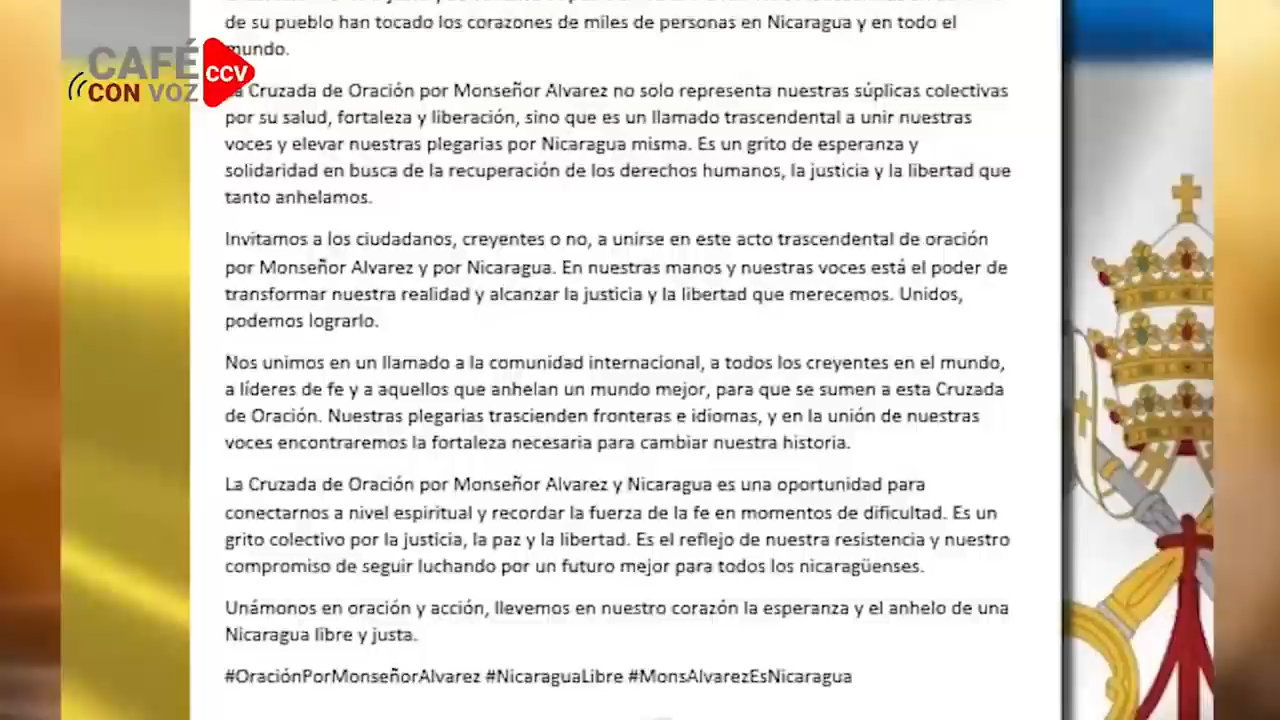 de su pueblo han tocado los corazones de miles de personas en Nicaragua y en todo el
mundo.
CAFÉ
CON VOZ
CCV
La Cruzada de Oración por Monseñor Alvarez no solo representa nuestras súplicas colectivas
por su salud, fortaleza y liberación, sino que es un llamado trascendental a unir nuestras
voces y elevar nuestras plegarias por Nicaragua misma. Es un grito de esperanza y
solidaridad en busca de la recuperación de los derechos humanos, la justicia y la libertad que
tanto anhelamos.
Invitamos a los ciudadanos, creyentes o no, a unirse en este acto trascendental de oración
por Monseñor Alvarez y por Nicaragua. En nuestras manos y nuestras voces está el poder de
transformar nuestra realidad y alcanzar la justicia y la libertad que merecemos. Unidos,
podemos lograrlo.
Nos unimos en un llamado a la comunidad internacional, a todos los creyentes en el mundo,
a líderes de fe y a aquellos que anhelan un mundo mejor, para que se sumen a esta Cruzada
de Oración. Nuestras plegarias trascienden fronteras e idiomas, y en la unión de nuestras
voces encontraremos la fortaleza necesaria para cambiar nuestra historia.
La Cruzada de Oración por Monseñor Alvarez y Nicaragua es una oportunidad para
conectarnos a nivel espiritual y recordar la fuerza de la fe en momentos de dificultad. Es un
grito colectivo por la justicia, la paz y la libertad. Es el reflejo de nuestra resistencia y nuestro
compromiso de seguir luchando por un futuro mejor para todos los nicaragüenses.
Unámonos en oración y acción, llevemos en nuestro corazón la esperanza y el anhelo de una
Nicaragua libre y justa.
#OraciónPorMonseñorAlvarez #NicaraguaLibre #MonsAlvarezEsNicaragua